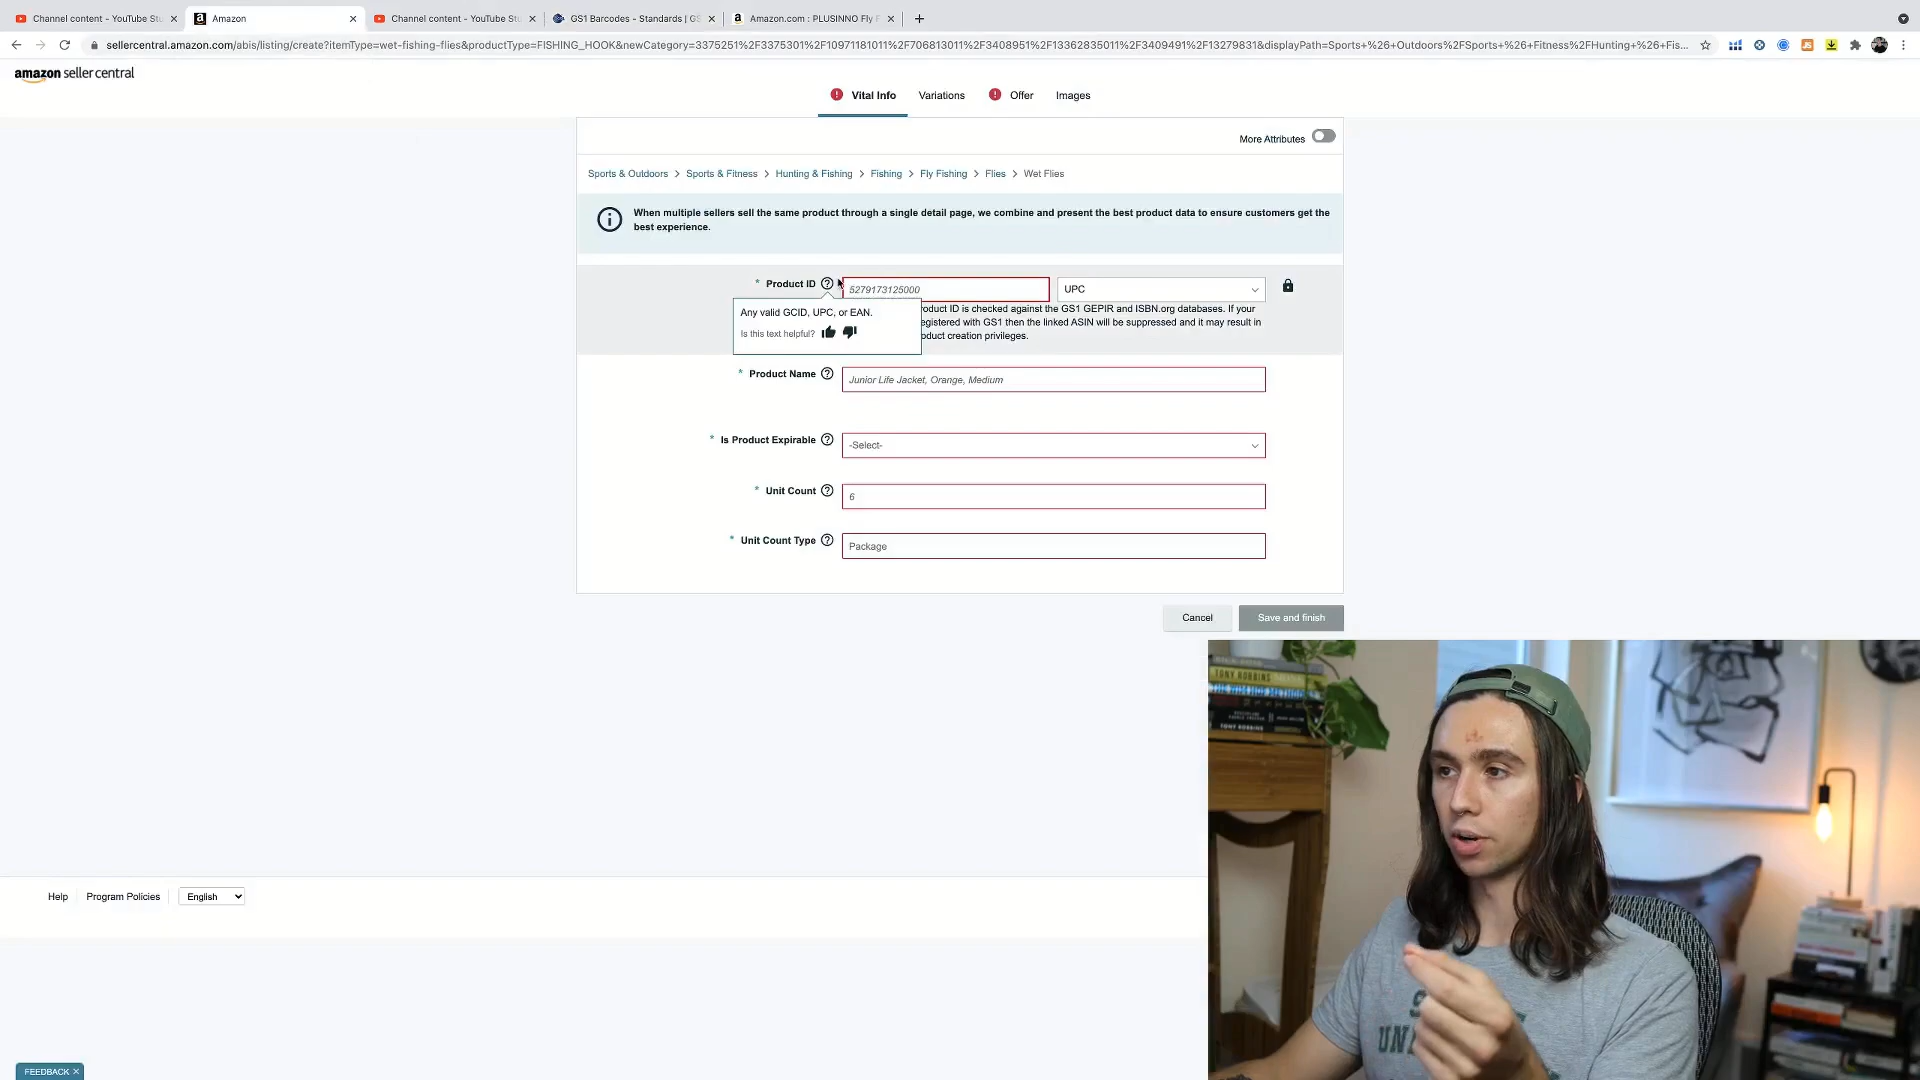 Channel content - YouTube Stu
Amazon
Channel content - YouTube Stu
GS1 Barcodes - Standards | GS
Amazon.com : PLUSINNO Fly F
sellercentral.amazon.com/abis/listing/create?itemType=wet-fishing-flies&productType=FISHING_HOOK&newCategory=3375251%2F3375301%2F10971181011%2F706813011%2F3408951%2F13362835011%2F3409491%2F13279831&displayPath=Sports+%26+Outdoors%2FSports+%26+Fitness%2FHunting+%26+Fis...
amazon seller central
Vital Info
Variations
Offer
Images
More Attributes
Sports & Outdoors > Sports & Fitness > Hunting & Fishing > Fishing > Fly Fishing > Flies > Wet Flies
When multiple sellers sell the same product through a single detail page, we combine and present the best product data to ensure customers get the
best experience.
* Product ID
5279173125000
UPC
Any valid GCID, UPC, or EAN.
Is this text helpful?
oduct ID is checked against the GS1 GEPIR and ISBN.org databases. If your
egistered with GS1 then the linked ASIN will be suppressed and it may result in
oduct creation privileges.
* Product Name
Junior Life Jacket, Orange, Medium
* Is Product Expirable
-Select-
* Unit Count
6
* Unit Count Type
Package
Cancel
Save and finish
TONY ROBBINS
TONY ROBBINS
Help
Program Policies
English
FEEDBACK ×